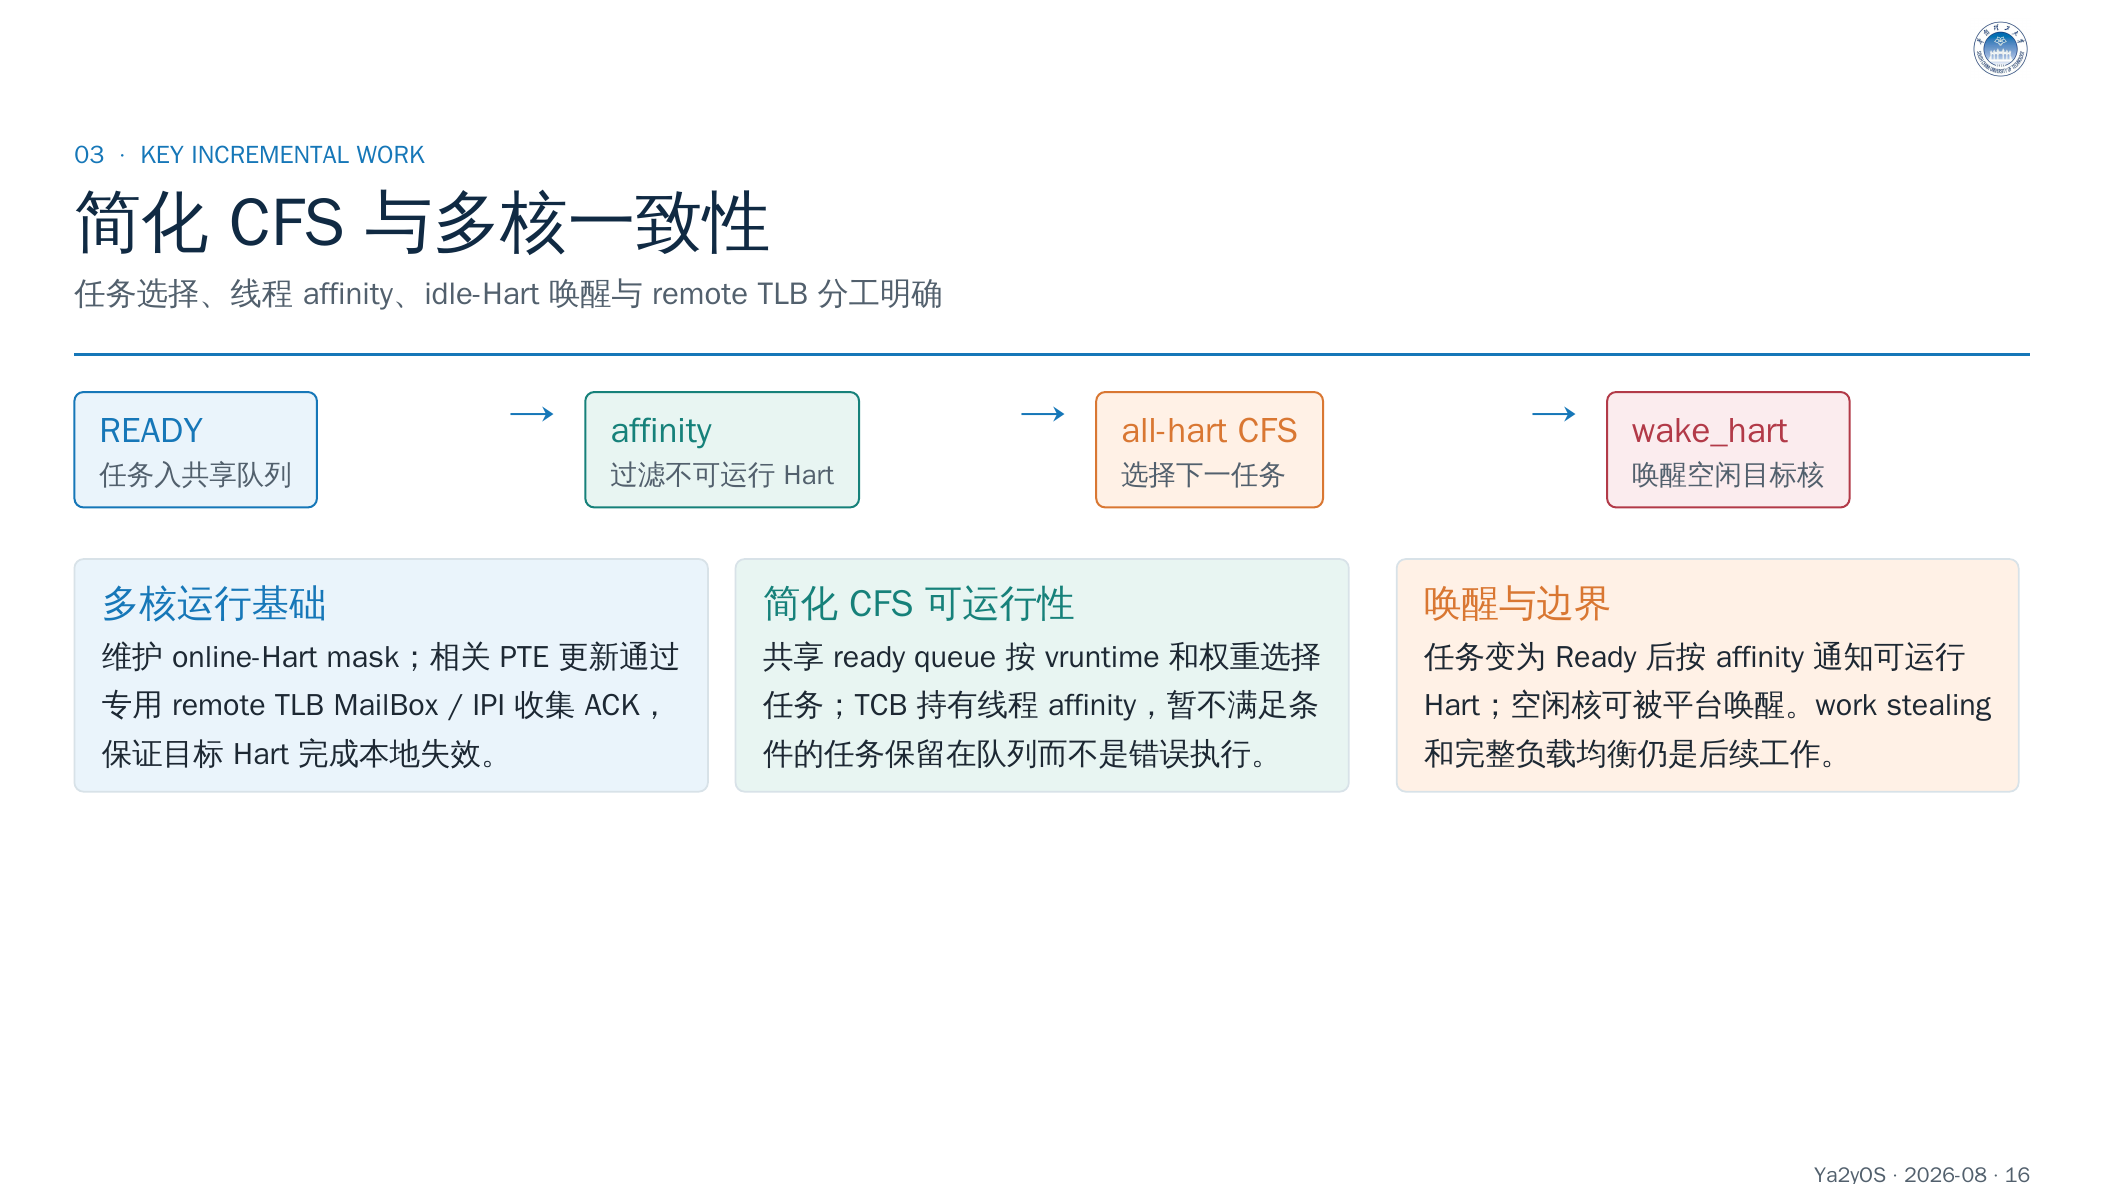 03 · KEY INCREMENTAL WORK
简化 CFS 与多核一致性
任务选择、线程 affinity、idle-Hart 唤醒与 remote TLB 分工明确
READY
任务入共享队列
→
affinity
过滤不可运行 Hart
→
all-hart CFS
选择下一任务
→
wake_hart
唤醒空闲目标核
多核运行基础
维护 online-Hart mask；相关 PTE 更新通过
专用 remote TLB MailBox / IPI 收集 ACK，
保证目标 Hart 完成本地失效。
简化 CFS 可运行性
共享 ready queue 按 vruntime 和权重选择
任务；TCB 持有线程 affinity，暂不满足条
件的任务保留在队列而不是错误执行。
唤醒与边界
任务变为 Ready 后按 affinity 通知可运行
Hart；空闲核可被平台唤醒。work stealing
和完整负载均衡仍是后续工作。
Ya2yOS · 2026-08 · 16